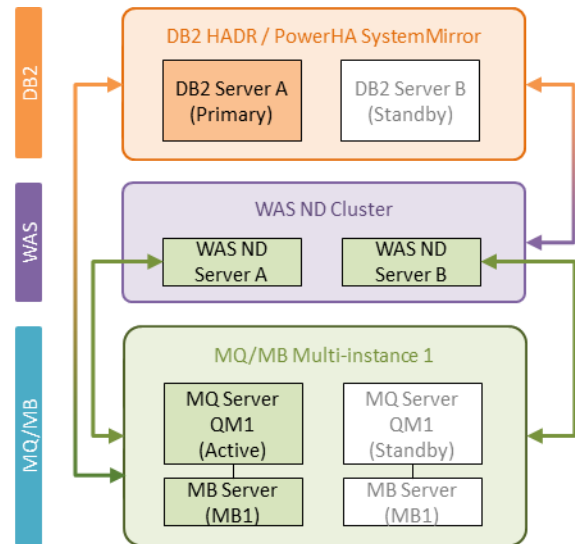 DB2
DB2 HADR / PowerHA SystemMirror
DB2 Server A
(Primary)
DB2 Server B
(Standby)
WAS
WAS ND Cluster
WAS ND
Server A
WAS ND
Server B
MQ/MB
MQ/MB Multi-instance 1
MQ Server
QM1
(Active)
MQ Server
QM1
(Standby)
MB Server
(MB1)
MB Server
(MB1)